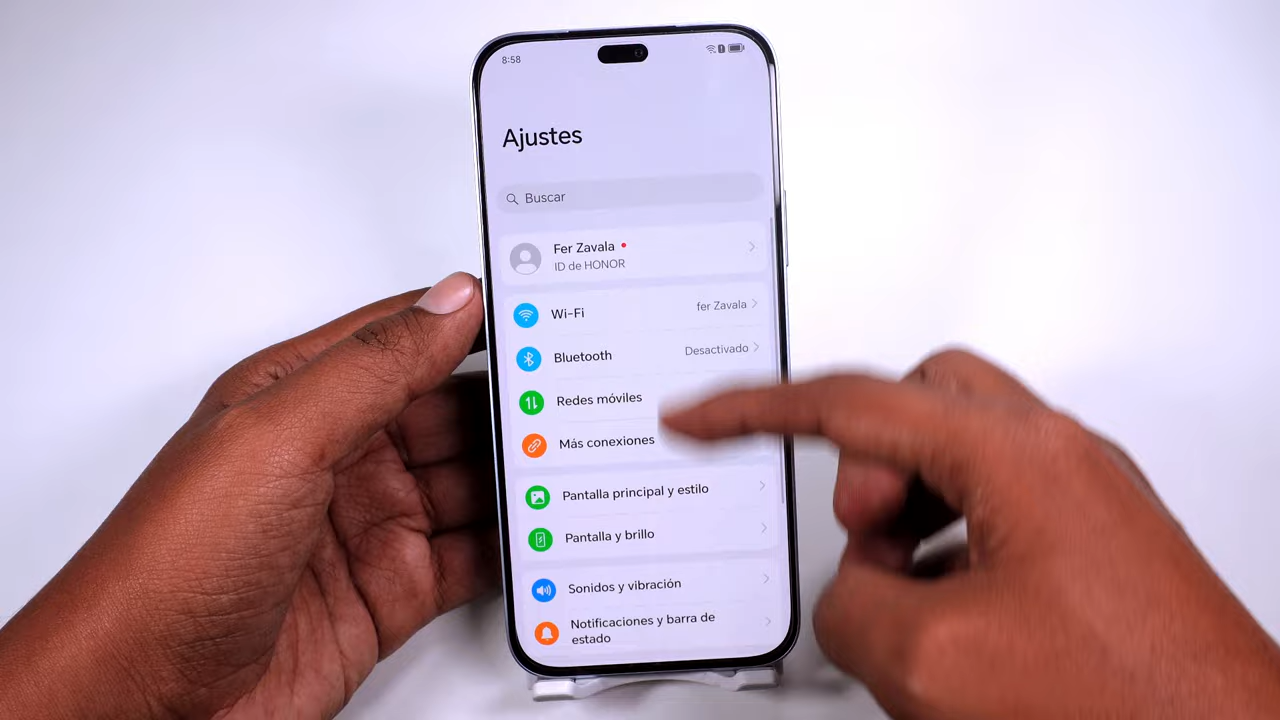 8:58
Ajustes
Buscar
Fer Zavala
ID de HONOR
Wi-Fi
fer Zavala
Bluetooth
Desactivado
Redes móviles
Más conexiones
Pantalla principal y estilo
Pantalla y brillo
Sonidos y vibración
Notificaciones y barra de
estado